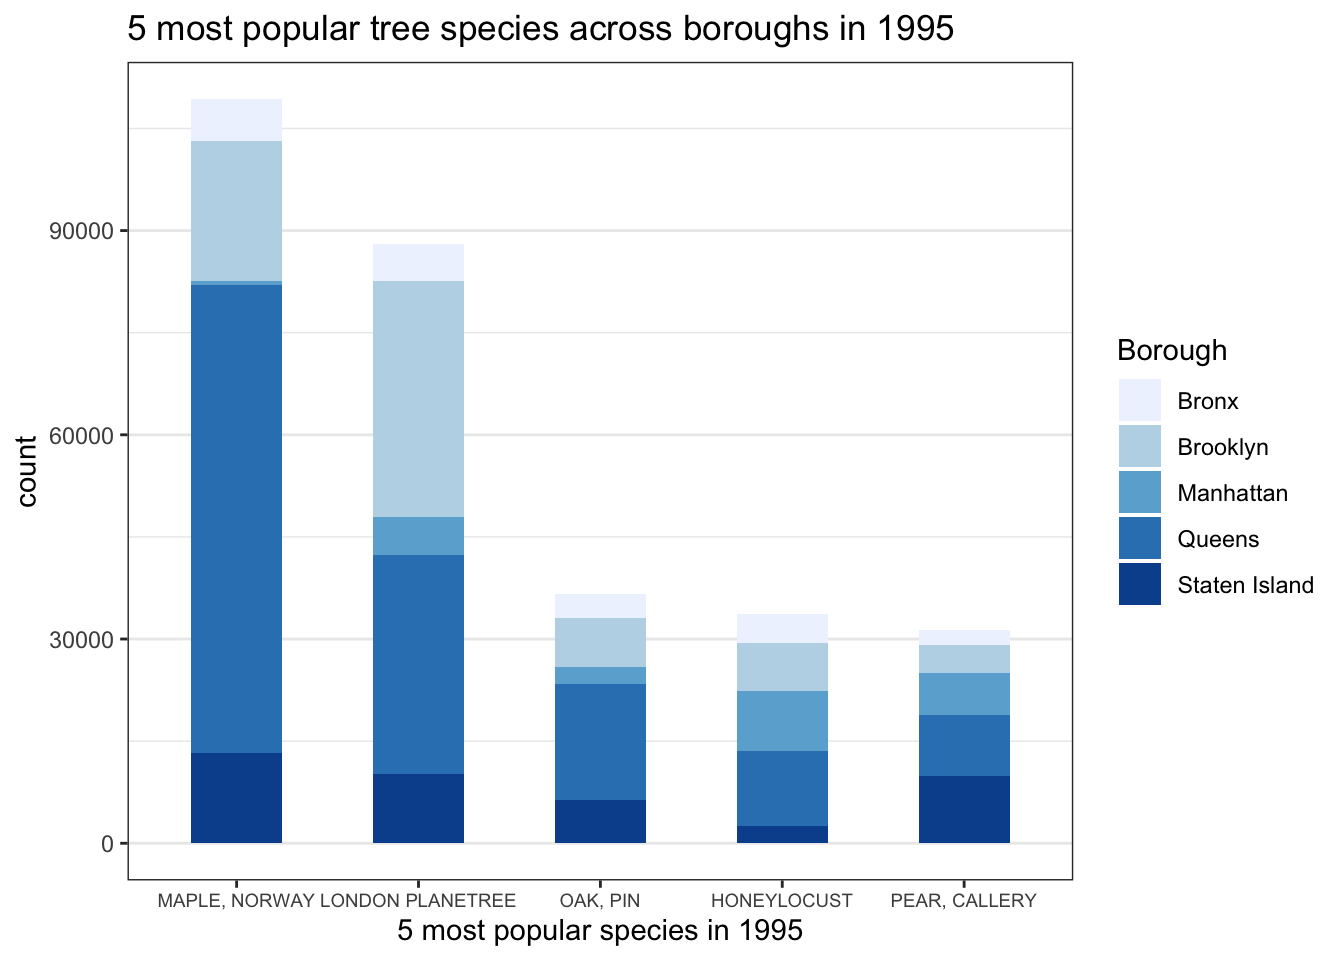 5 most popular tree species across boroughs in 1995
count
90000
60000
30000
0
MAPLE, NORWAY LONDON PLANETREE OAK, PIN HONEYLOCUST PEAR, CALLERY
5 most popular species in 1995
Borough
Bronx
Brooklyn
Manhattan
Queens
Staten Island